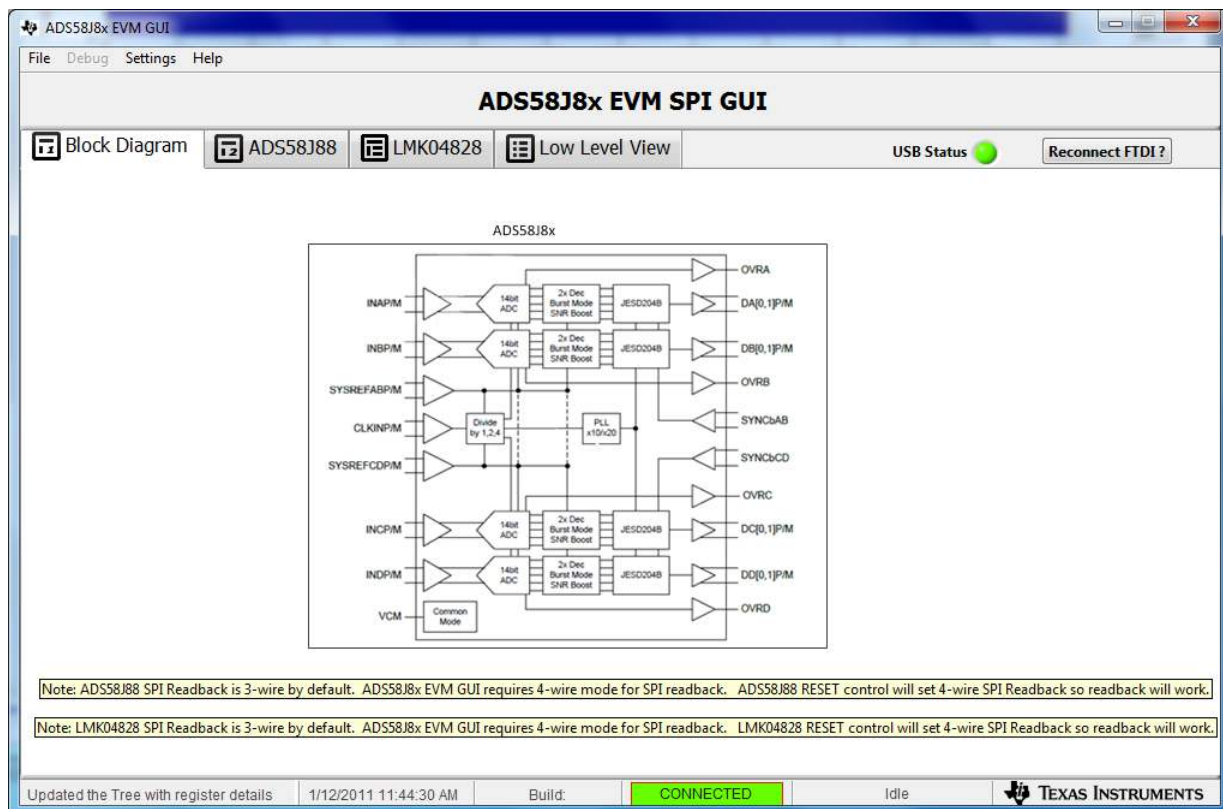 ADS58J8x EVM GUI
File Debug Settings Help
ADS58J8x EVM SPI GUI
Block Diagram ADS58J88 LMK04828 Low Level View USB Status Reconnect FTDI ?
ADS58J8x
OVRA
INAP/M 14bit ADC 2x Dec Burst Mode SNR Boost JESD204B DA[0,1]P/M
INBP/M 14bit ADC 2x Dec Burst Mode SNR Boost JESD204B DB[0,1]P/M
SYSREFABP/M OVRB
CLKINP/M Divide by 1,2,4 PLL x10/x20 SYNCbAB
SYSREFCDP/M SYNCbCD
OVRC
INCP/M 14bit ADC 2x Dec Burst Mode SNR Boost JESD204B DC[0,1]P/M
INDP/M 14bit ADC 2x Dec Burst Mode SNR Boost JESD204B DD[0,1]P/M
VCM Common Mode OVRD
Note: ADS58J88 SPI Readback is 3-wire by default. ADS58J8x EVM GUI requires 4-wire mode for SPI readback. ADS58J88 RESET control will set 4-wire SPI Readback so readback will work.
Note: LMK04828 SPI Readback is 3-wire by default. ADS58J8x EVM GUI requires 4-wire mode for SPI readback. LMK04828 RESET control will set 4-wire SPI Readback so readback will work.
Updated the Tree with register details 1/12/2011 11:44:30 AM Build: CONNECTED Idle TEXAS INSTRUMENTS